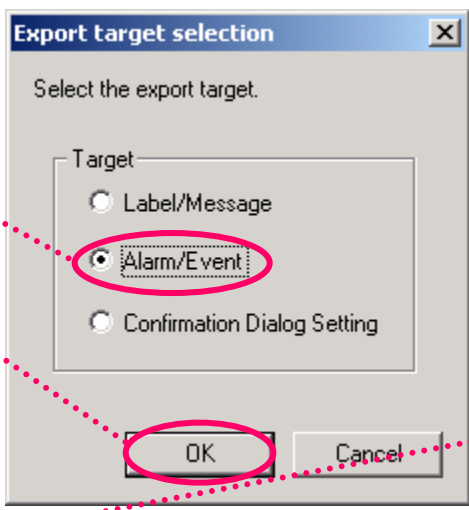 Export target selection
Select the export target.
Target
Label/Message
Alarm/Event
Confirmation Dialog Setting
OK Cancel